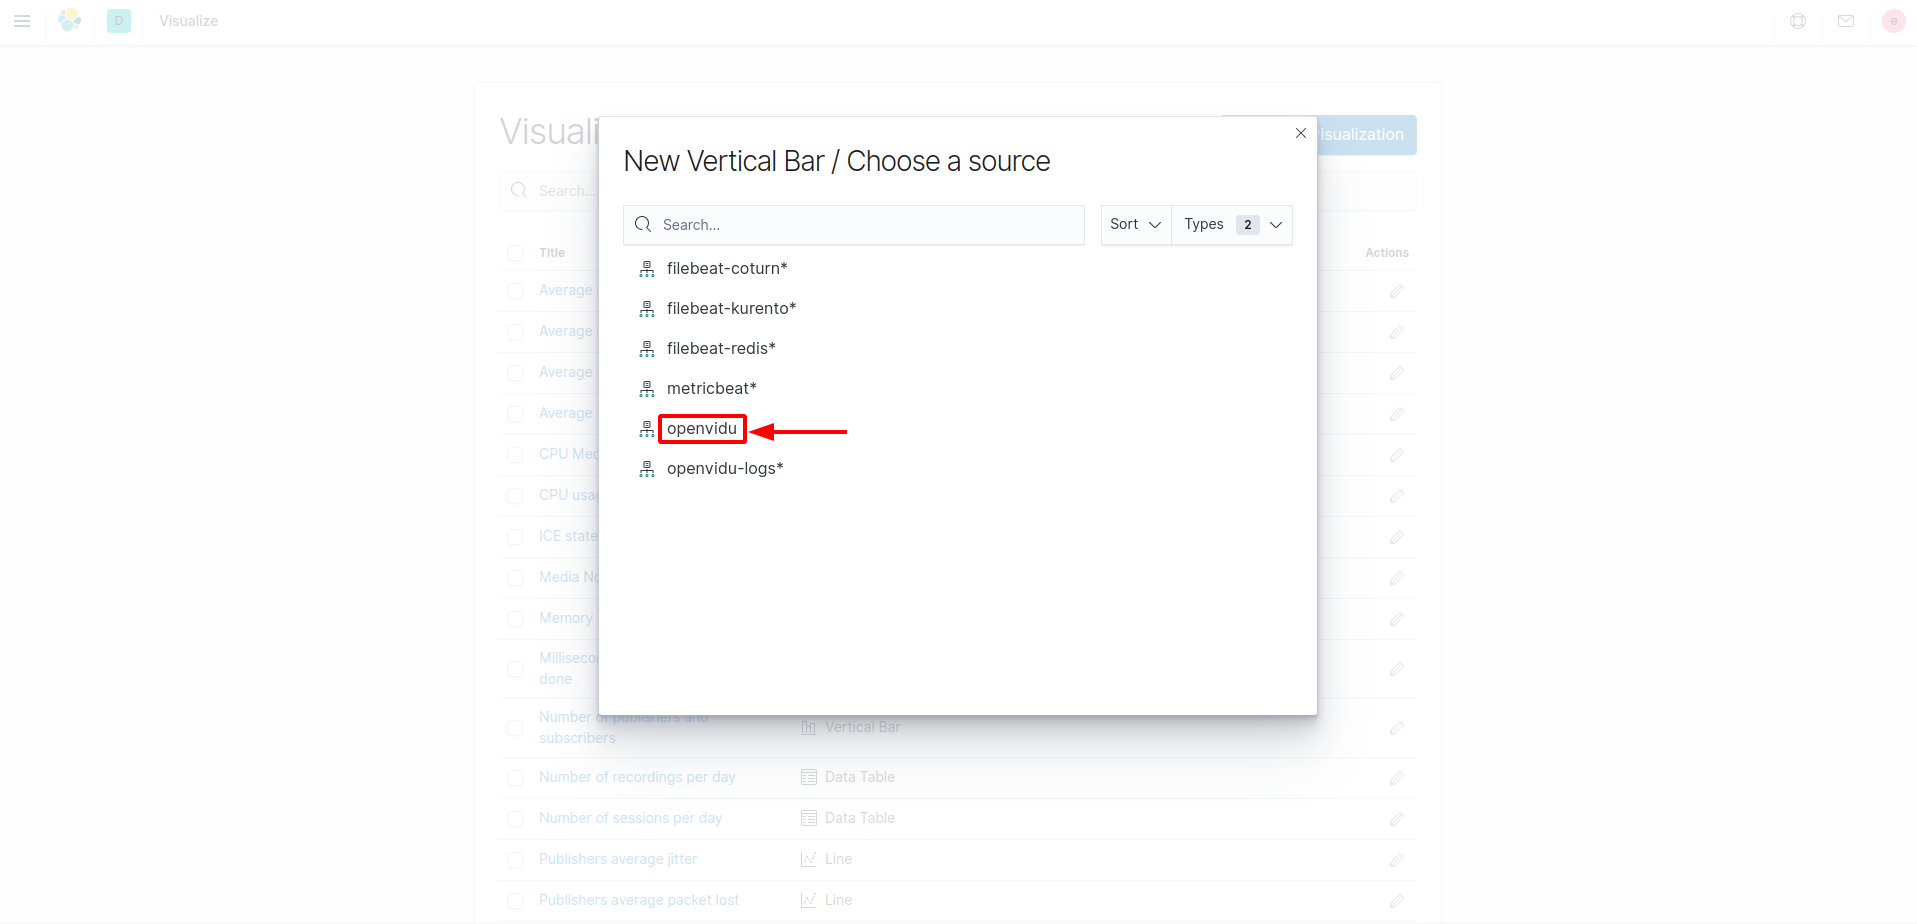 D
Visualize
e
Visuali
isualization
New Vertical Bar / Choose a source
Search...
Search...
Sort
Types 2
Title
Actions
filebeat-coturn*
Average
filebeat-kurento*
Average
filebeat-redis*
Average
metricbeat*
Average
openvidu
CPU Med
openvidu-logs*
CPU usa
ICE state
Media No
Memory
Millisecon
done
Number of publishers and
subscribers
Vertical Bar
Number of recordings per day
Data Table
Number of sessions per day
Data Table
Publishers average jitter
Line
Publishers average packet lost
Line